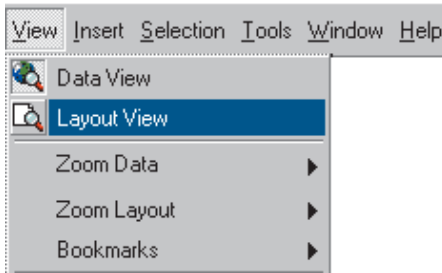 View Insert Selection Tools Window Help
Data View
Layout View
Zoom Data
Zoom Layout
Bookmarks